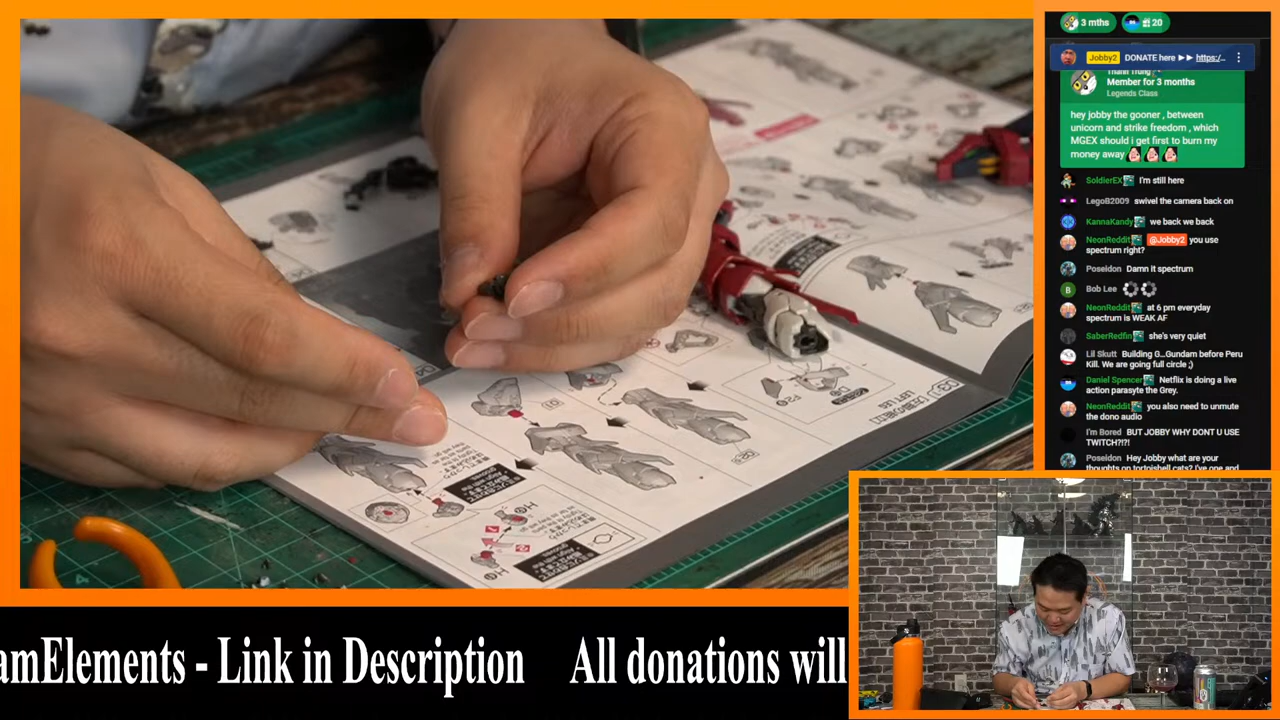 3 mths
20
Jobby2 DONATE here ►► https:/...
Thanh Trung
Member for 3 months
Legends Class
hey jobby the gooner , between
unicorn and strike freedom , which
MGEX should i get first to burn my
money away
SoldierEX I'm still here
LegoB2009 swivel the camera back on
KannaKandy we back we back
NeonReddit @Jobby2 you use
spectrum right?
Poseidon Damn it spectrum
B Bob Lee
NeonReddit at 6 pm everyday
spectrum is WEAK AF
SaberRedfin she's very quiet
Lil Skutt Building G...Gundam before Peru
Kill. We are going full circle ;)
Daniel Spencer Netflix is doing a live
action parasyte the Grey.
NeonReddit you also need to unmute
the dono audio
I'm Bored BUT JOBBY WHY DONT U USE
TWITCH?!?!
Poseidon Hey Jobby what are your
thoughts on tortoishell cats? I've one and
LEFT LEG
amElements - Link in Description All donations will